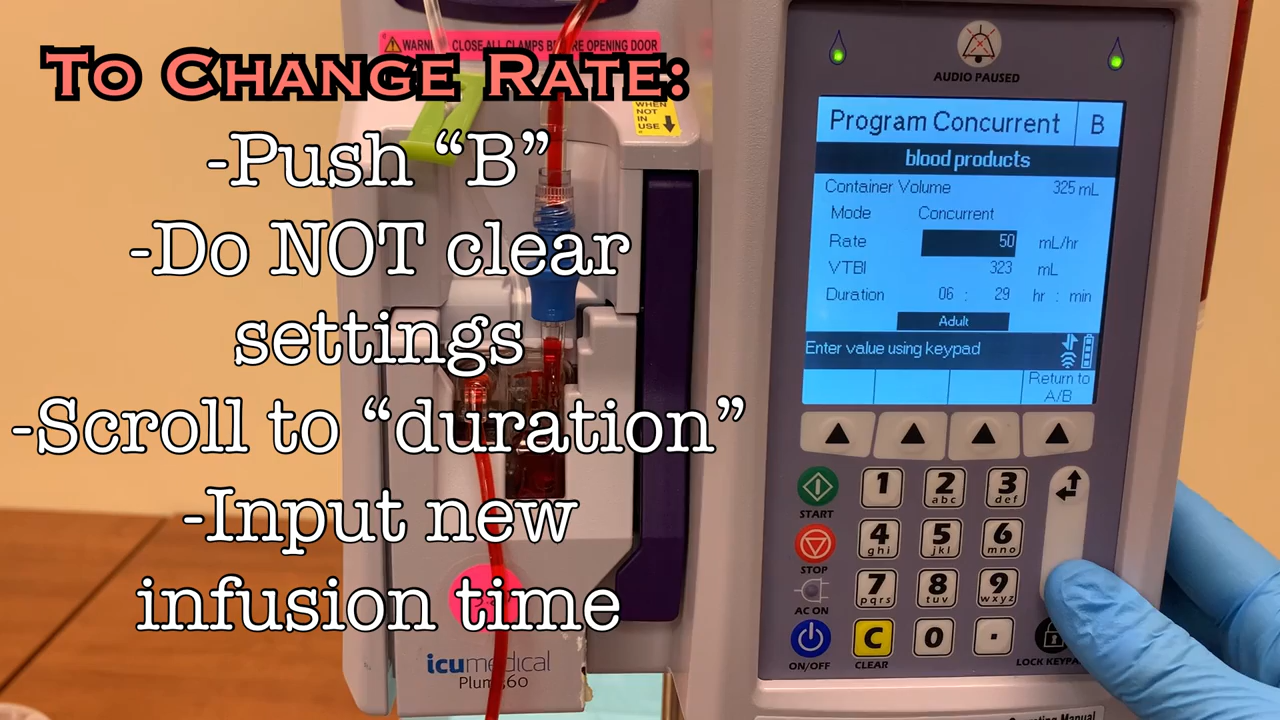 To Change Rate:
-Push “B”
-Do NOT clear
settings
-Scroll to “duration”
-Input new
infusion time
CLOSE ALL CLAMPS BEFORE OPENING DOOR
WHEN
NOT
IN
USE
icumedical
AUDIO PAUSED
Program Concurrent B
blood products
Container Volume 325 mL
Mode Concurrent
Rate 50 mL/hr
VTBI 323 mL
Duration 06 : 29 hr : min
Adult
Enter value using keypad
Return to
A/B
START
1 2 abc 3 def
STOP
4 ghi 5 jkl 6 mno
AC ON
7 pqrs 8 tuv 9 wxyz
ON/OFF
C 0 .
CLEAR
LOCK
Operating Manual